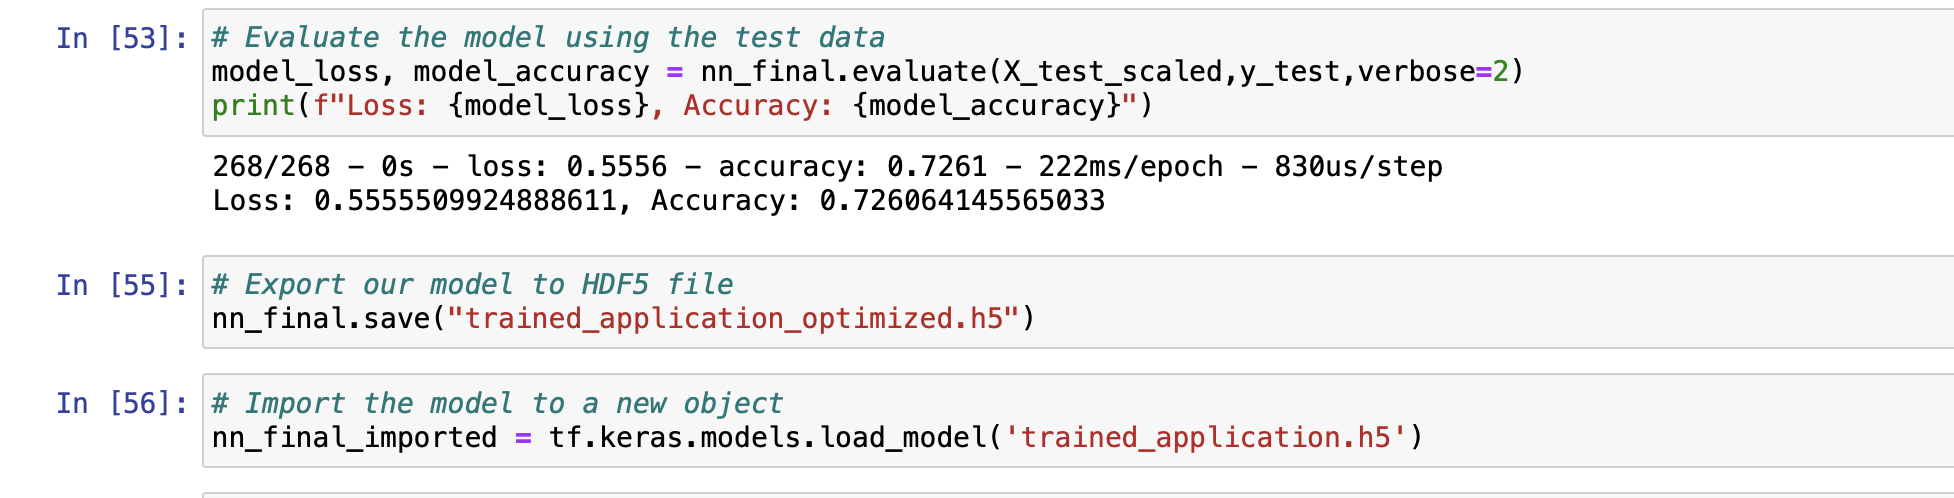 In [53]: # Evaluate the model using the test data
model_loss, model_accuracy = nn_final.evaluate(X_test_scaled,y_test,verbose=2)
print(f"Loss: {model_loss}, Accuracy: {model_accuracy}")
268/268 - 0s - loss: 0.5556 - accuracy: 0.7261 - 222ms/epoch - 830us/step
Loss: 0.5555509924888611, Accuracy: 0.726064145565033
In [55]: # Export our model to HDF5 file
nn_final.save("trained_application_optimized.h5")
In [56]: # Import the model to a new object
nn_final_imported = tf.keras.models.load_model('trained_application.h5')